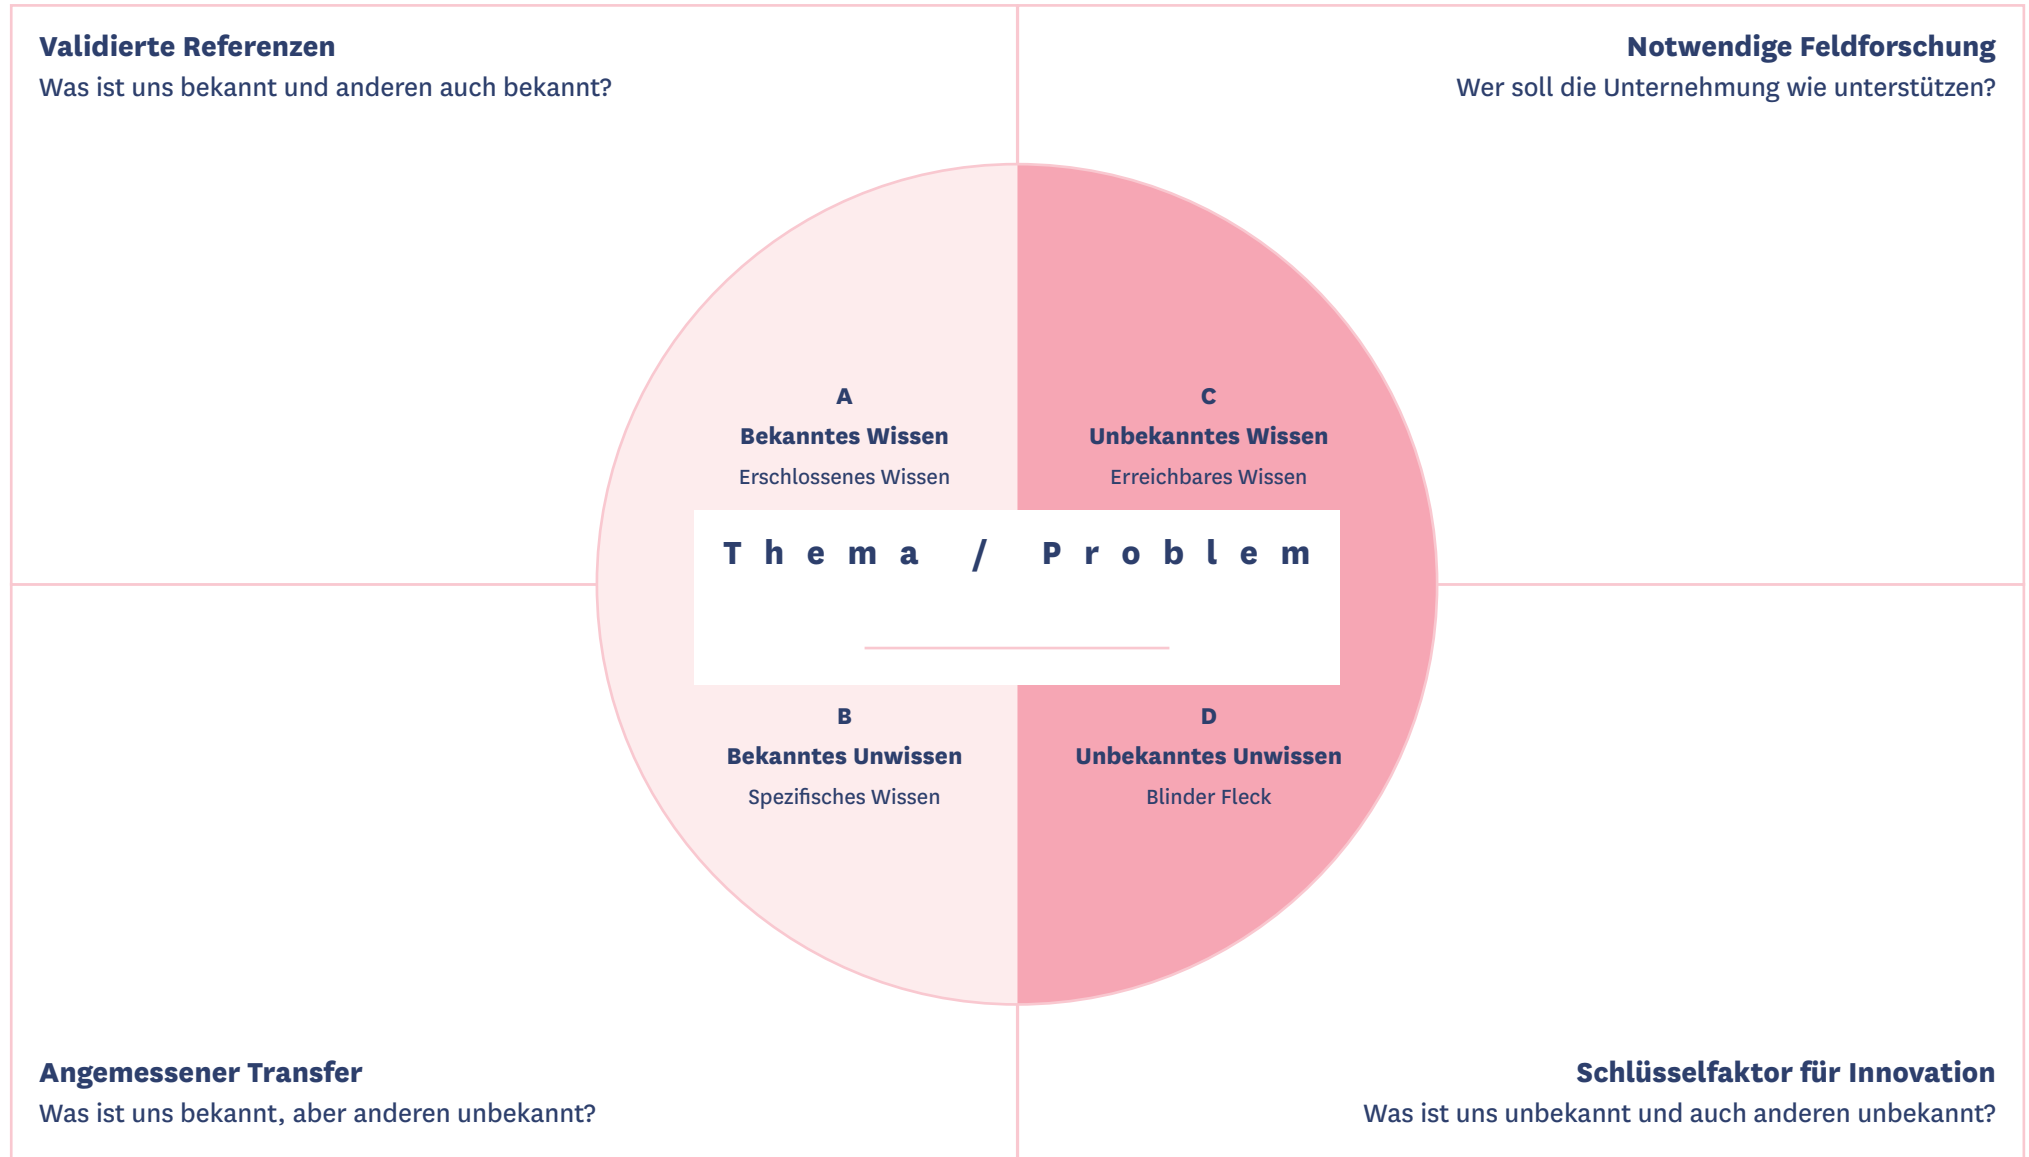 Validierte Referenzen
Was ist uns bekannt und anderen auch bekannt?
Notwendige Feldforschung
Wer soll die Unternehmung wie unterstützen?
A
Bekanntes Wissen
Erschlossenes Wissen
C
Unbekanntes Wissen
Erreichbares Wissen
Thema / Problem
B
Bekanntes Unwissen
Spezifisches Wissen
D
Unbekanntes Unwissen
Blinder Fleck
Angemessener Transfer
Was ist uns bekannt, aber anderen unbekannt?
Schlüsselfaktor für Innovation
Was ist uns unbekannt und auch anderen unbekannt?